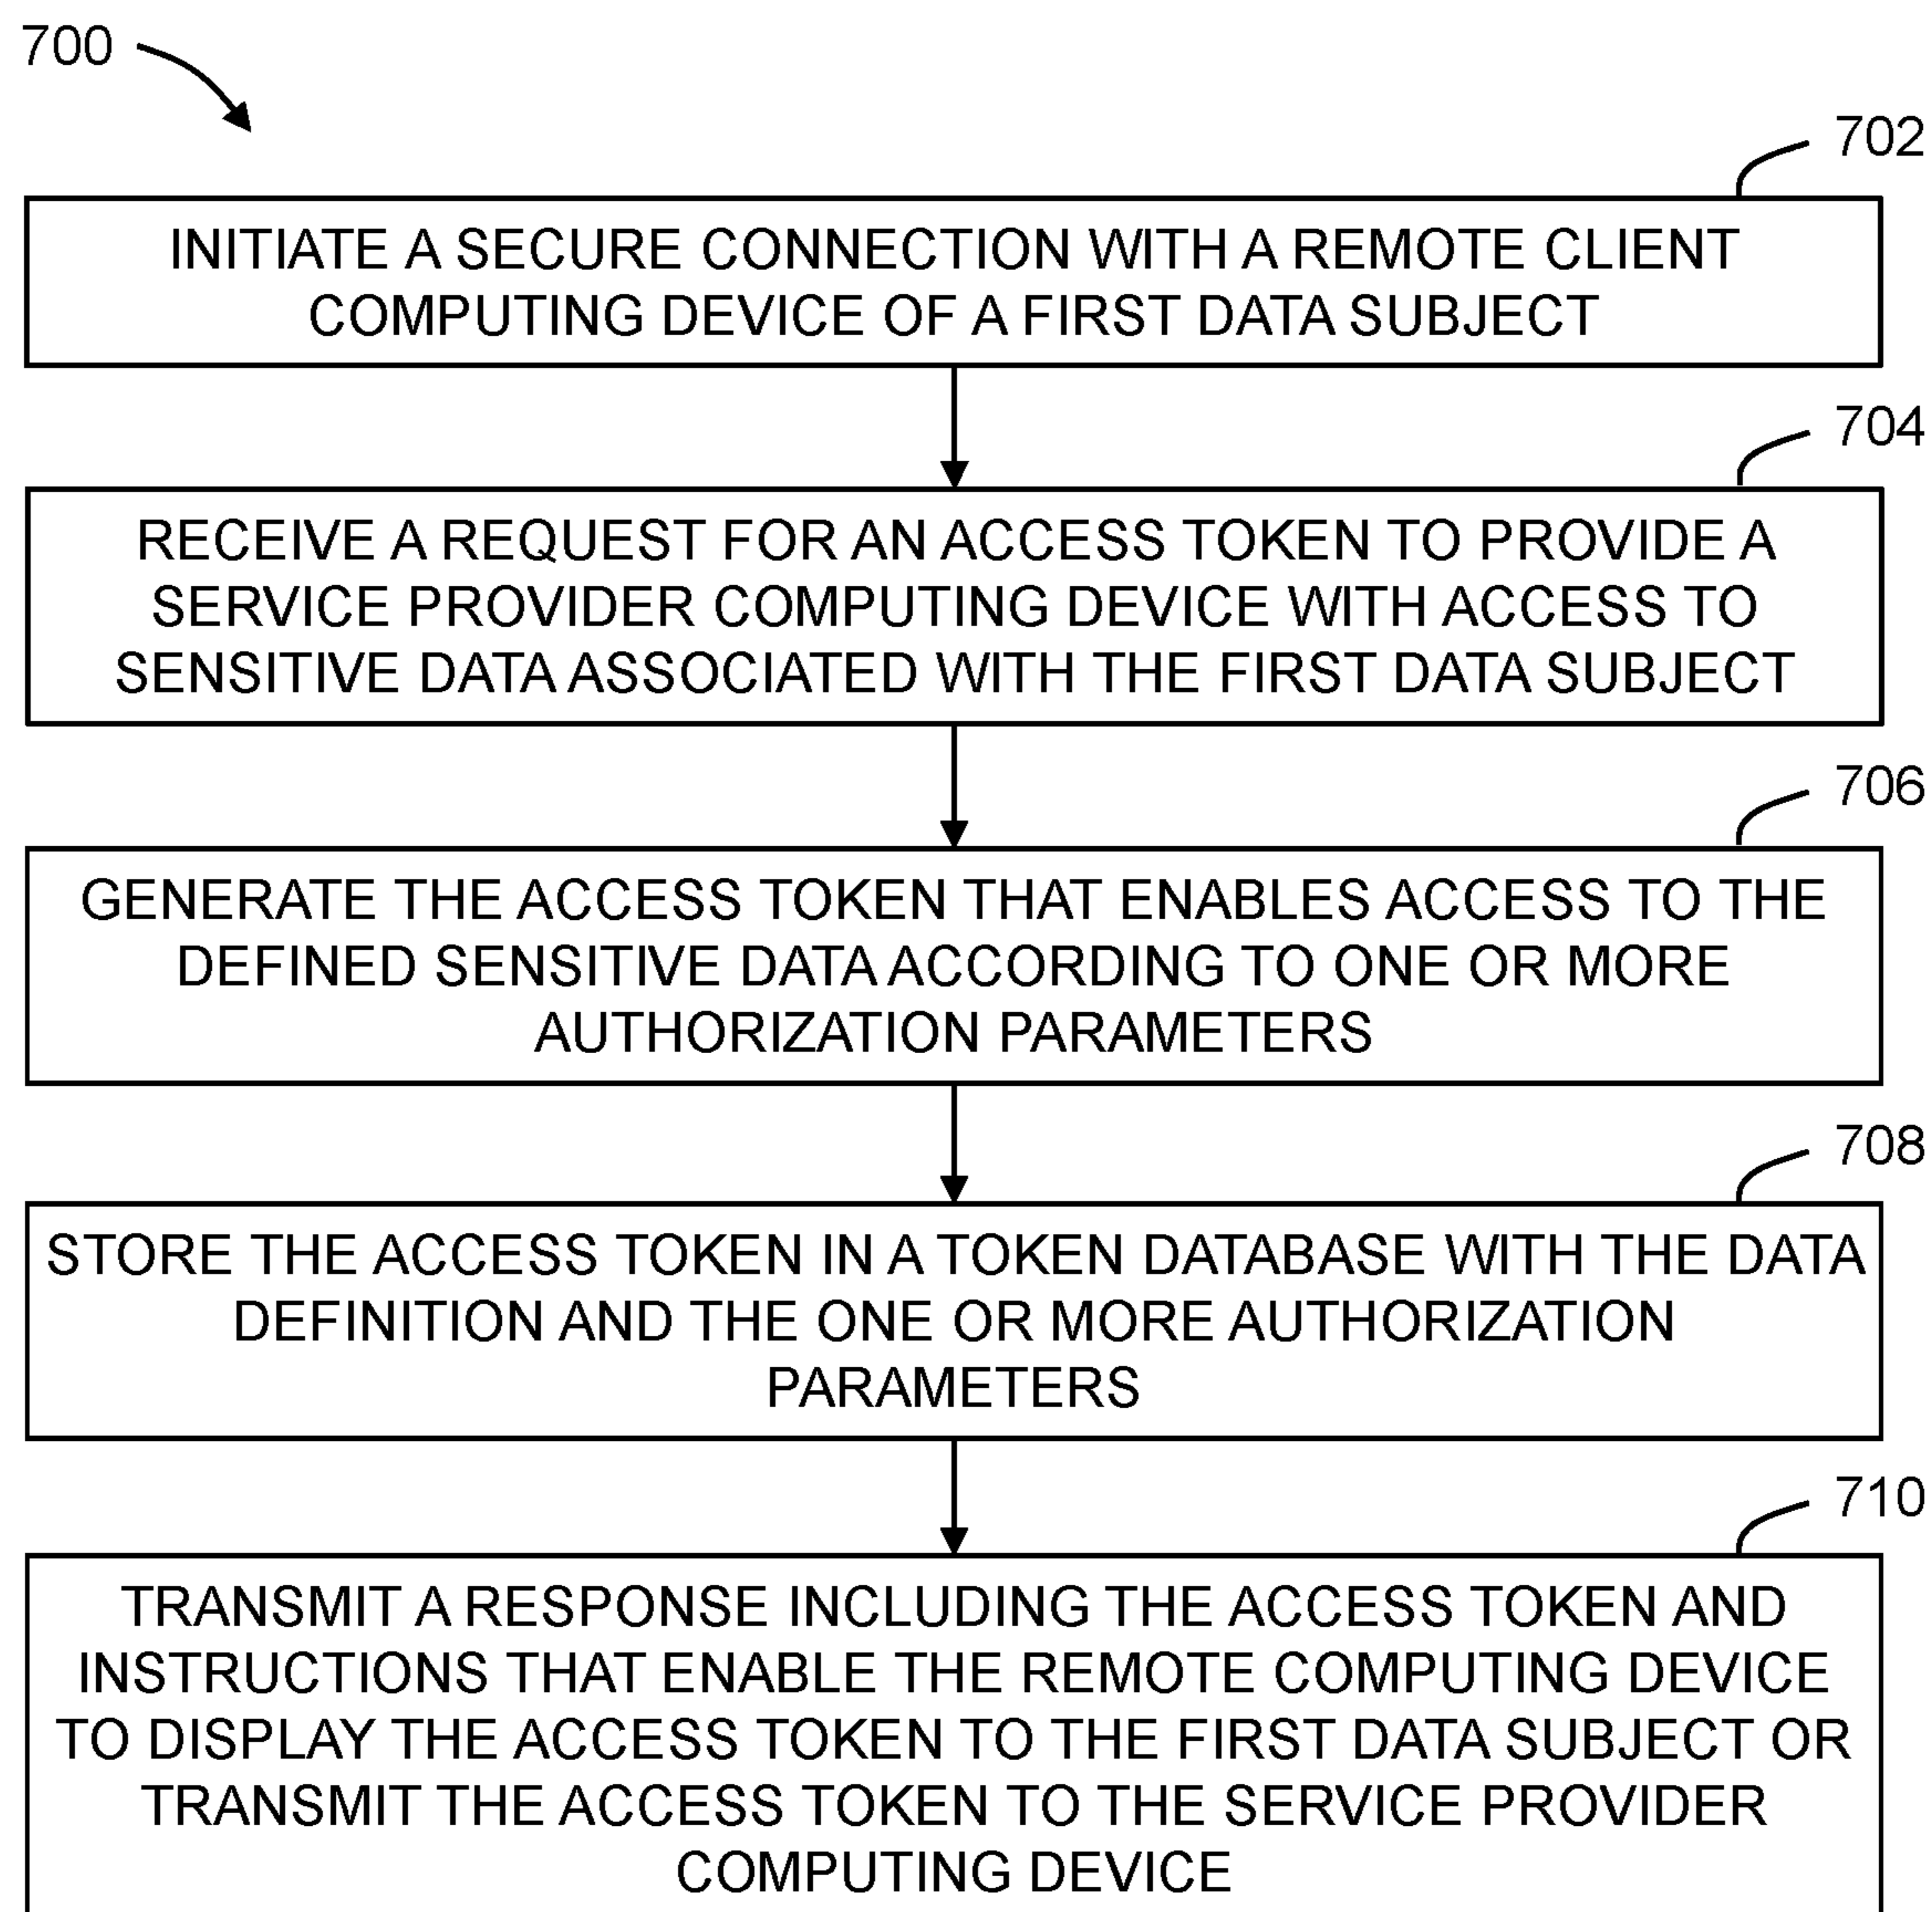 700
702
INITIATE A SECURE CONNECTION WITH A REMOTE CLIENT
COMPUTING DEVICE OF A FIRST DATA SUBJECT
704
RECEIVE A REQUEST FOR AN ACCESS TOKEN TO PROVIDE A
SERVICE PROVIDER COMPUTING DEVICE WITH ACCESS TO
SENSITIVE DATA ASSOCIATED WITH THE FIRST DATA SUBJECT
706
GENERATE THE ACCESS TOKEN THAT ENABLES ACCESS TO THE
DEFINED SENSITIVE DATA ACCORDING TO ONE OR MORE
AUTHORIZATION PARAMETERS
708
STORE THE ACCESS TOKEN IN A TOKEN DATABASE WITH THE DATA
DEFINITION AND THE ONE OR MORE AUTHORIZATION
PARAMETERS
710
TRANSMIT A RESPONSE INCLUDING THE ACCESS TOKEN AND
INSTRUCTIONS THAT ENABLE THE REMOTE COMPUTING DEVICE
TO DISPLAY THE ACCESS TOKEN TO THE FIRST DATA SUBJECT OR
TRANSMIT THE ACCESS TOKEN TO THE SERVICE PROVIDER
COMPUTING DEVICE